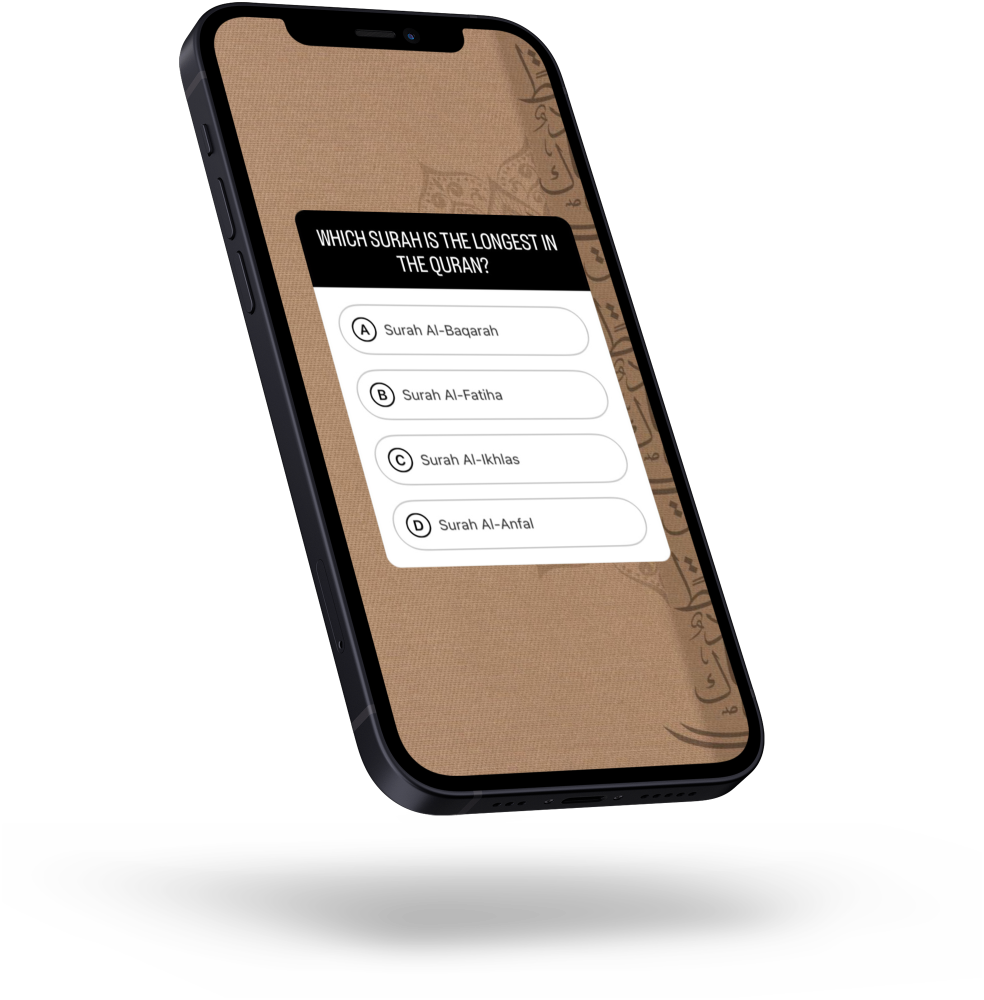 WHICH SURAH IS THE LONGEST IN
THE QURAN?
A Surah Al-Baqarah
B Surah Al-Fatiha
C Surah Al-Ikhlas
D Surah Al-Anfal